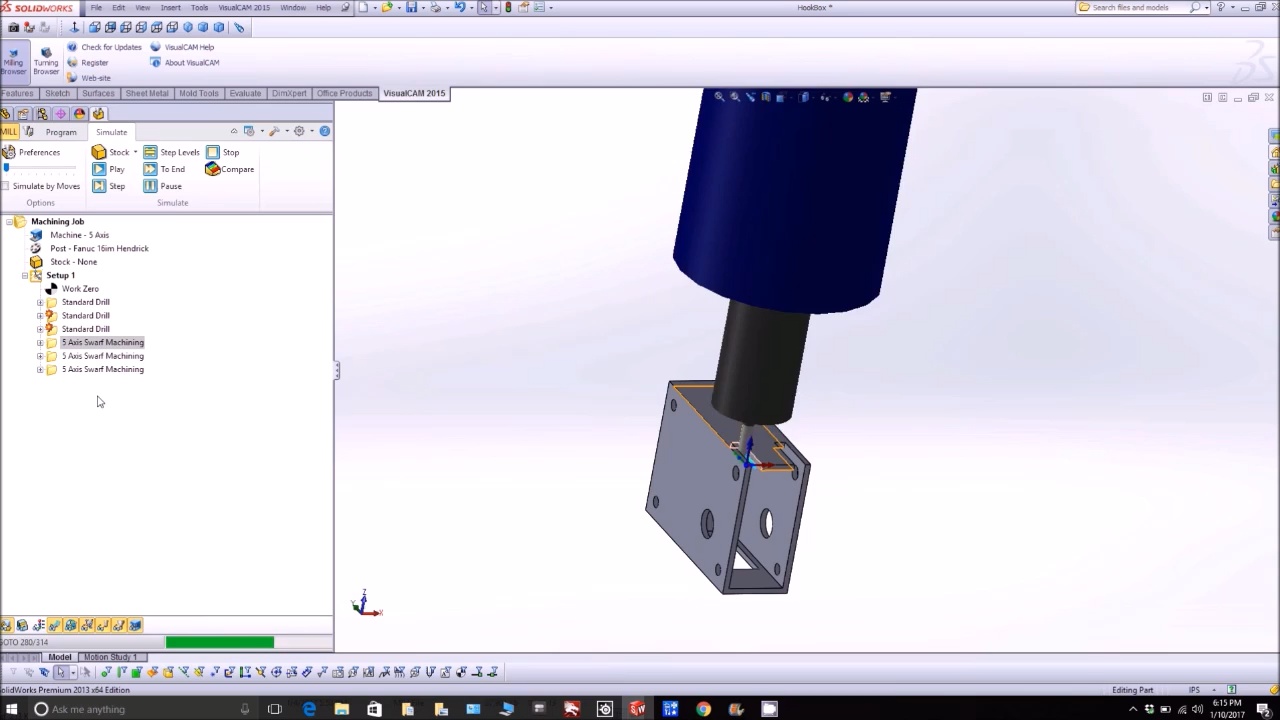 SOLIDWORKS File Edit View Insert Tools VisualCAM 2015 Window Help HookBox * Search files and models
Milling Browser
Turning Browser
Check for Updates VisualCAM Help
Register About VisualCAM
Web-site
Features Sketch Surfaces Sheet Metal Mold Tools Evaluate DimXpert Office Products VisualCAM 2015
MILL Program Simulate
Preferences Stock Step Levels Stop
Play To End Compare
Simulate by Moves Step Pause
Options Simulate
Machining Job
Machine - 5 Axis
Post - Fanuc 16im Hendrick
Stock - None
Setup 1
Work Zero
Standard Drill
Standard Drill
Standard Drill
5 Axis Swarf Machining
5 Axis Swarf Machining
5 Axis Swarf Machining
Z
Y
X
GOTO 280/314
Model Motion Study 1
SolidWorks Premium 2013 x64 Edition Editing Part IPS
Ask me anything 6:15 PM
1/10/2017